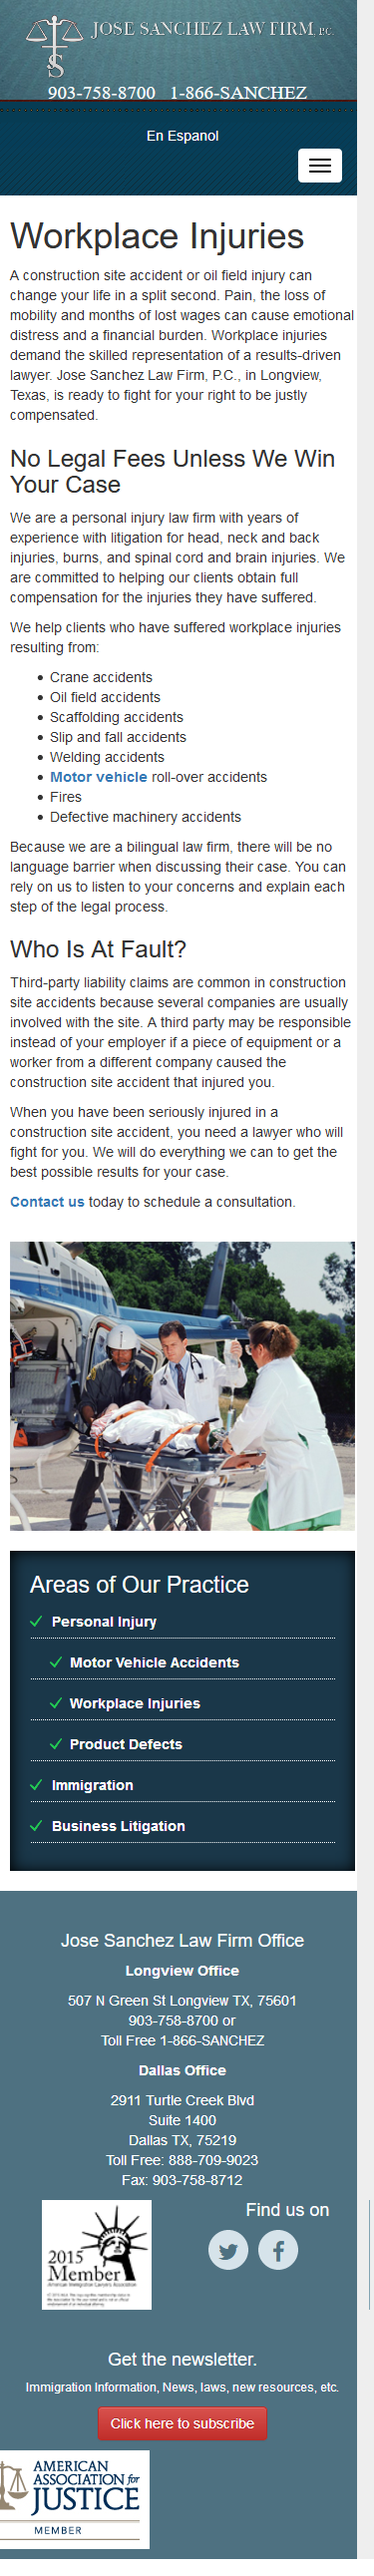 JOSE SANCHEZ LAW FIRM, P.C.
903-758-8700 1-866-SANCHEZ
En Espanol
Workplace Injuries
A construction site accident or oil field injury can
change your life in a split second. Pain, the loss of
mobility and months of lost wages can cause emotional
distress and a financial burden. Workplace injuries
demand the skilled representation of a results-driven
lawyer. Jose Sanchez Law Firm, P.C., in Longview,
Texas, is ready to fight for your right to be justly
compensated.
No Legal Fees Unless We Win
Your Case
We are a personal injury law firm with years of
experience with litigation for head, neck and back
injuries, burns, and spinal cord and brain injuries. We
are committed to helping our clients obtain full
compensation for the injuries they have suffered.
We help clients who have suffered workplace injuries
resulting from:
Crane accidents
Oil field accidents
Scaffolding accidents
Slip and fall accidents
Welding accidents
Motor vehicle roll-over accidents
Fires
Defective machinery accidents
Because we are a bilingual law firm, there will be no
language barrier when discussing their case. You can
rely on us to listen to your concerns and explain each
step of the legal process.
Who Is At Fault?
Third-party liability claims are common in construction
site accidents because several companies are usually
involved with the site. A third party may be responsible
instead of your employer if a piece of equipment or a
worker from a different company caused the
construction site accident that injured you.
When you have been seriously injured in a
construction site accident, you need a lawyer who will
fight for you. We will do everything we can to get the
best possible results for your case.
Contact us today to schedule a consultation.
Areas of Our Practice
Personal Injury
Motor Vehicle Accidents
Workplace Injuries
Product Defects
Immigration
Business Litigation
Jose Sanchez Law Firm Office
Longview Office
507 N Green St Longview TX, 75601
903-758-8700 or
Toll Free 1-866-SANCHEZ
Dallas Office
2911 Turtle Creek Blvd
Suite 1400
Dallas TX, 75219
Toll Free: 888-709-9023
Fax: 903-758-8712
Find us on
2015
Member
American Immigration Lawyers Association
Get the newsletter.
Immigration Information, News, laws, new resources, etc.
Click here to subscribe
AMERICAN
ASSOCIATION for
JUSTICE
MEMBER